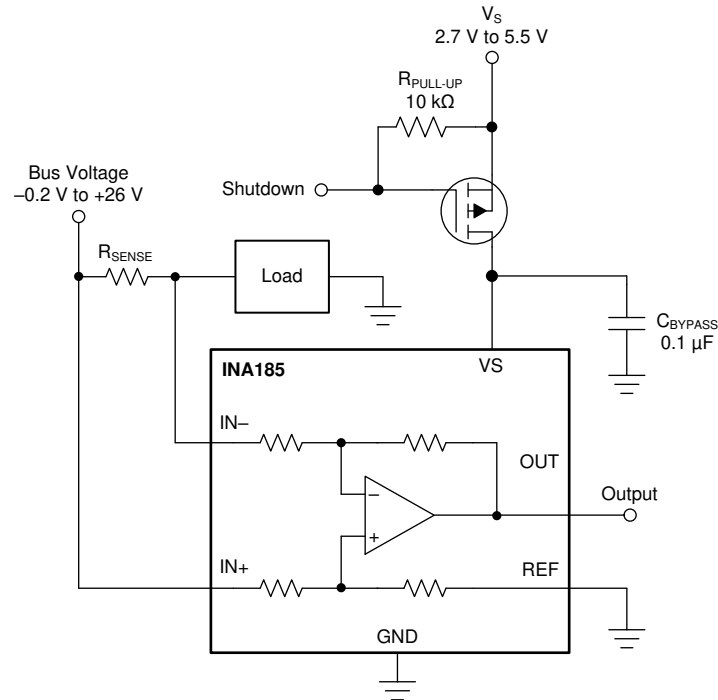 V_S
2.7 V to 5.5 V
R_PULL-UP
10 kΩ
Bus Voltage
–0.2 V to +26 V
Shutdown
R_SENSE
Load
C_BYPASS
0.1 µF
INA185
VS
IN–
OUT
–
Output
+
IN+
REF
GND